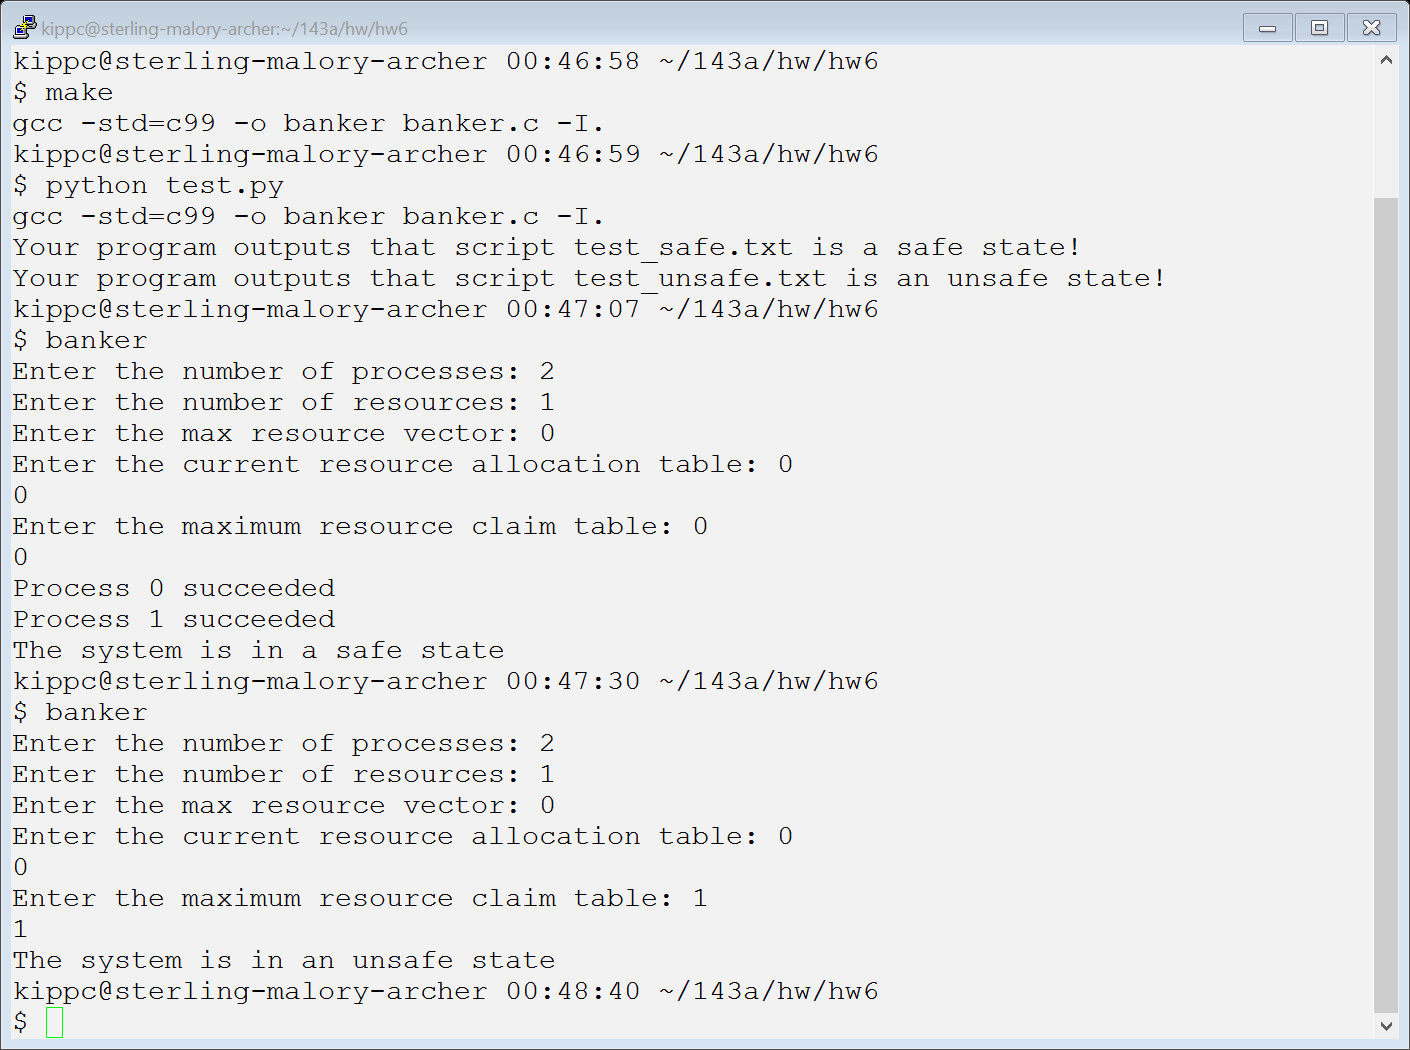 kippc@sterling-malory-archer:~/143a/hw/hw6
kippc@sterling-malory-archer 00:46:58 ~/143a/hw/hw6
$ make
gcc -std=c99 -o banker banker.c -I.
kippc@sterling-malory-archer 00:46:59 ~/143a/hw/hw6
$ python test.py
gcc -std=c99 -o banker banker.c -I.
Your program outputs that script test_safe.txt is a safe state!
Your program outputs that script test_unsafe.txt is an unsafe state!
kippc@sterling-malory-archer 00:47:07 ~/143a/hw/hw6
$ banker
Enter the number of processes: 2
Enter the number of resources: 1
Enter the max resource vector: 0
Enter the current resource allocation table: 0
0
Enter the maximum resource claim table: 0
0
Process 0 succeeded
Process 1 succeeded
The system is in a safe state
kippc@sterling-malory-archer 00:47:30 ~/143a/hw/hw6
$ banker
Enter the number of processes: 2
Enter the number of resources: 1
Enter the max resource vector: 0
Enter the current resource allocation table: 0
0
Enter the maximum resource claim table: 1
1
The system is in an unsafe state
kippc@sterling-malory-archer 00:48:40 ~/143a/hw/hw6
$